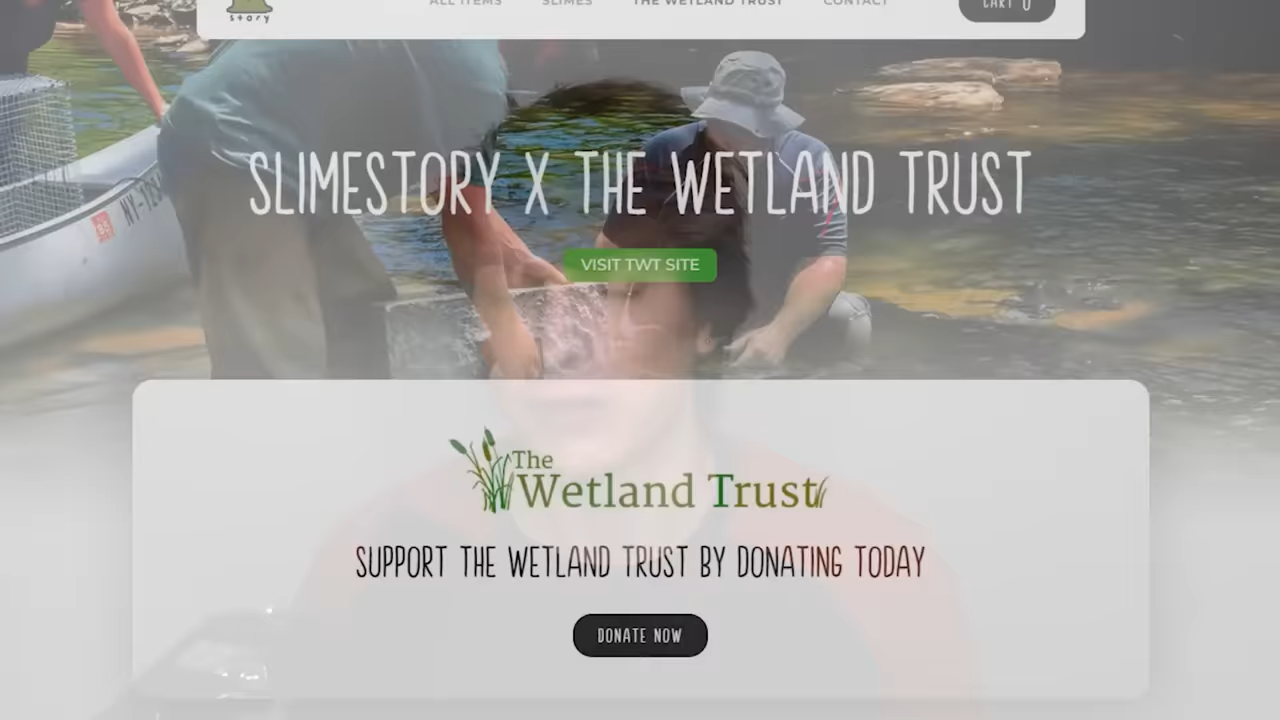 story
ALL ITEMS SLIMES THE WETLAND TRUST CONTACT CART 0
SLIMESTORY X THE WETLAND TRUST
VISIT TWT SITE
The
Wetland Trust
SUPPORT THE WETLAND TRUST BY DONATING TODAY
DONATE NOW